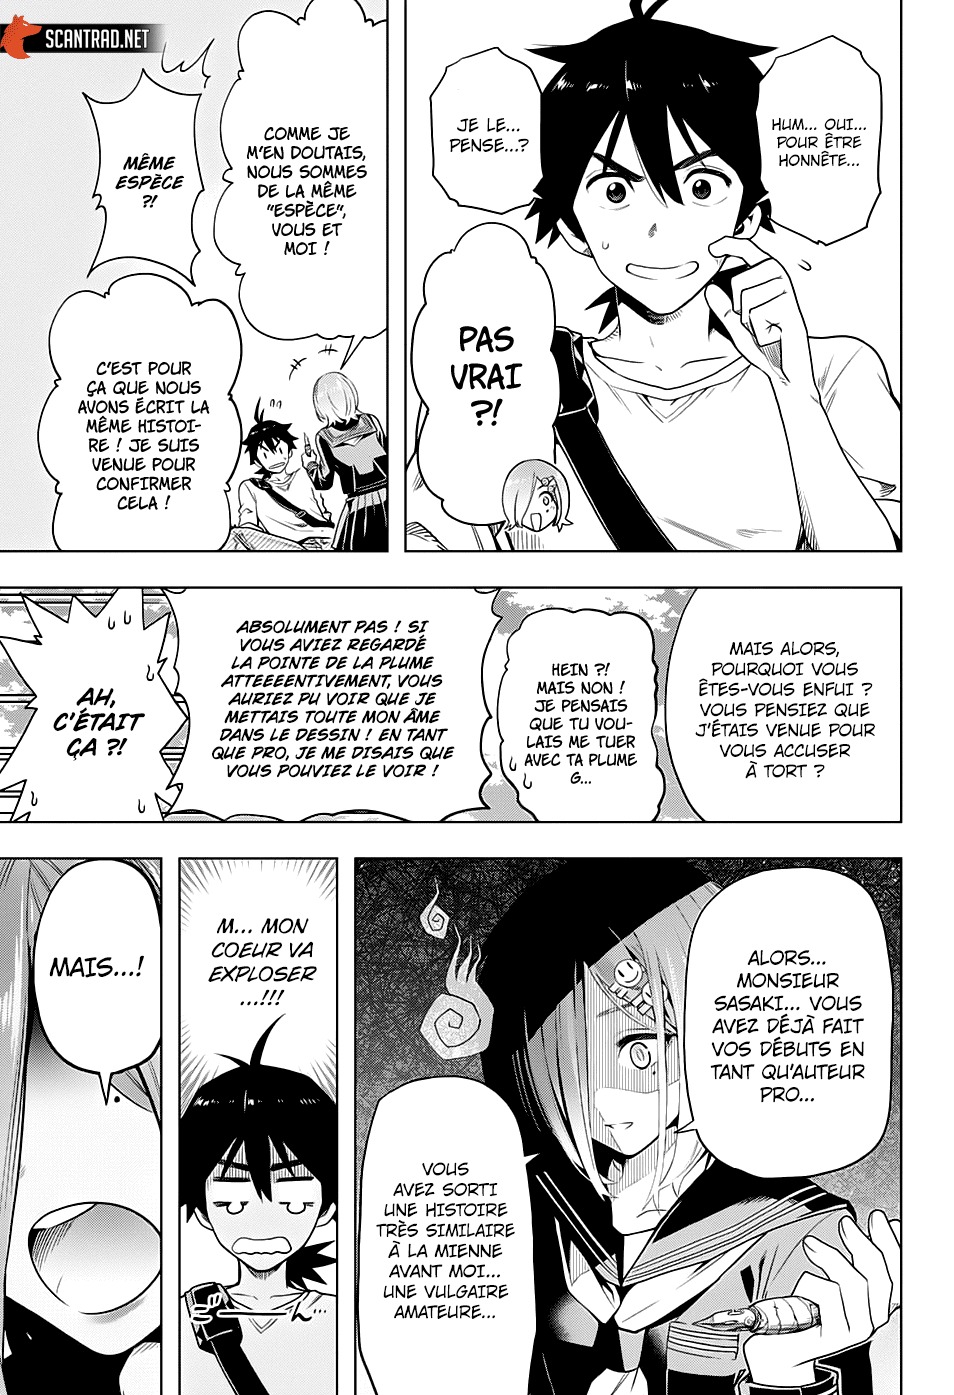 SCANTRAD.NET
HUM... OUI...
POUR ÊTRE
HONNÊTE...
JE LE...
PENSE...?
PAS
VRAI
?!
COMME JE
M'EN DOUTAIS,
NOUS SOMMES
DE LA MÊME
"ESPÈCE",
VOUS ET
MOI !
MÊME
ESPÈCE
?!
C'EST POUR
ÇA QUE NOUS
AVONS ÉCRIT LA
MÊME HISTOI-
RE ! JE SUIS
VENUE POUR
CONFIRMER
CELA !
MAIS ALORS,
POURQUOI VOUS
ÊTES-VOUS ENFUI ?
VOUS PENSIEZ QUE
J'ÉTAIS VENUE POUR
VOUS ACCUSER
À TORT ?
HEIN ?!
MAIS NON !
JE PENSAIS
QUE TU VOU-
LAIS ME TUER
AVEC TA PLUME
G...
ABSOLUMENT PAS ! SI
VOUS AVIEZ REGARDÉ
LA POINTE DE LA PLUME
ATTEEEENTIVEMENT, VOUS
AURIEZ PU VOIR QUE JE
METTAIS TOUTE MON ÂME
DANS LE DESSIN ! EN TANT
QUE PRO, JE ME DISAIS QUE
VOUS POUVIEZ LE VOIR !
AH,
C'ÉTAIT
ÇA ?!
ALORS...
MONSIEUR
SASAKI... VOUS
AVEZ DÉJÀ FAIT
VOS DÉBUTS EN
TANT QU'AUTEUR
PRO...
VOUS
AVEZ SORTI
UNE HISTOIRE
TRÈS SIMILAIRE
À LA MIENNE
AVANT MOI...
UNE VULGAIRE
AMATEURE...
M... MON
COEUR VA
EXPLOSER
...!!!
MAIS...!